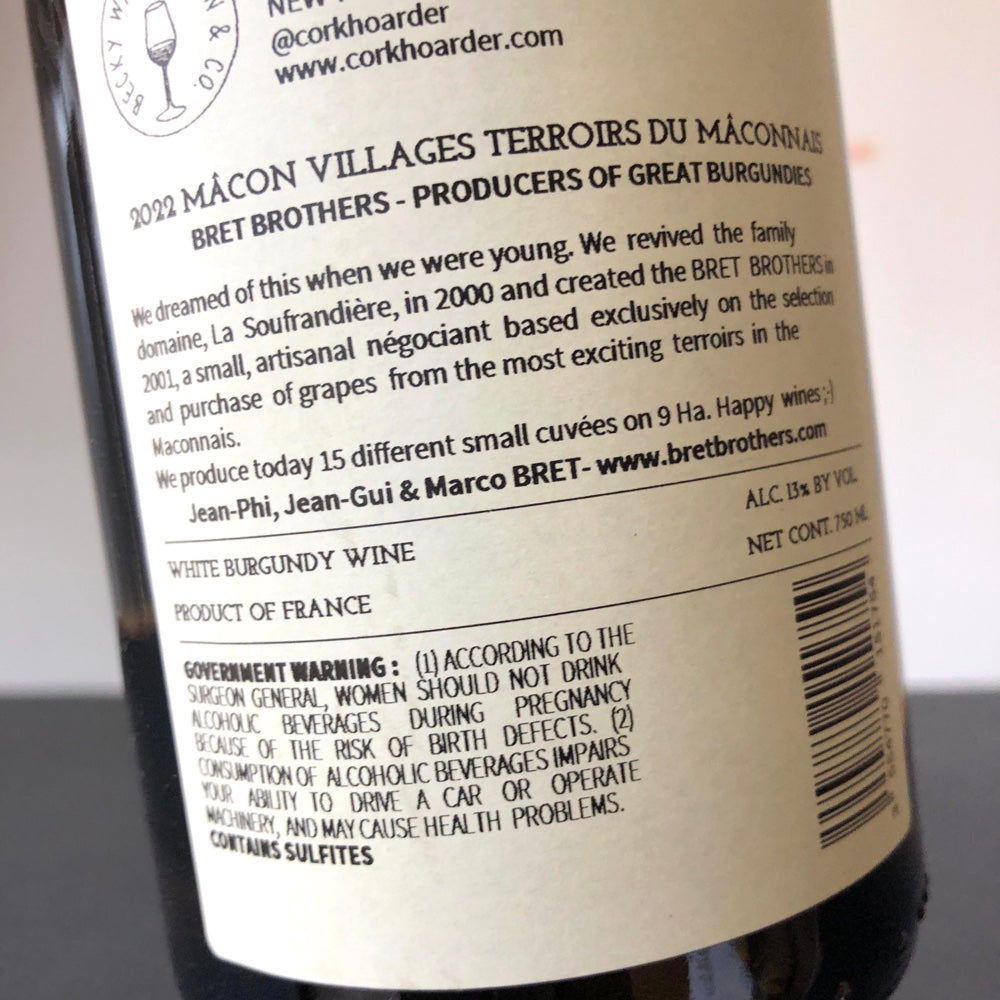 BECKY
& CO.
NEW
@corkhoarder
www.corkhoarder.com
2022 MÂCON VILLAGES TERROIRS DU MÂCONNAIS
BRET BROTHERS - PRODUCERS OF GREAT BURGUNDIES
We dreamed of this when we were young. We revived the family
domaine, La Soufrandière, in 2000 and created the BRET BROTHERS in
2001, a small, artisanal négociant based exclusively on the selection
and purchase of grapes from the most exciting terroirs in the
Maconnais.
We produce today 15 different small cuvées on 9 Ha. Happy wines ;-)
Jean-Phi, Jean-Gui & Marco BRET- www.bretbrothers.com
WHITE BURGUNDY WINE
ALC. 13% BY VOL.
PRODUCT OF FRANCE
NET CONT. 750 ML
GOVERNMENT WARNING : (1) ACCORDING TO THE
SURGEON GENERAL, WOMEN SHOULD NOT DRINK
ALCOHOLIC BEVERAGES DURING PREGNANCY
BECAUSE OF THE RISK OF BIRTH DEFECTS. (2)
CONSUMPTION OF ALCOHOLIC BEVERAGES IMPAIRS
YOUR ABILITY TO DRIVE A CAR OR OPERATE
MACHINERY, AND MAY CAUSE HEALTH PROBLEMS.
CONTAINS SULFITES